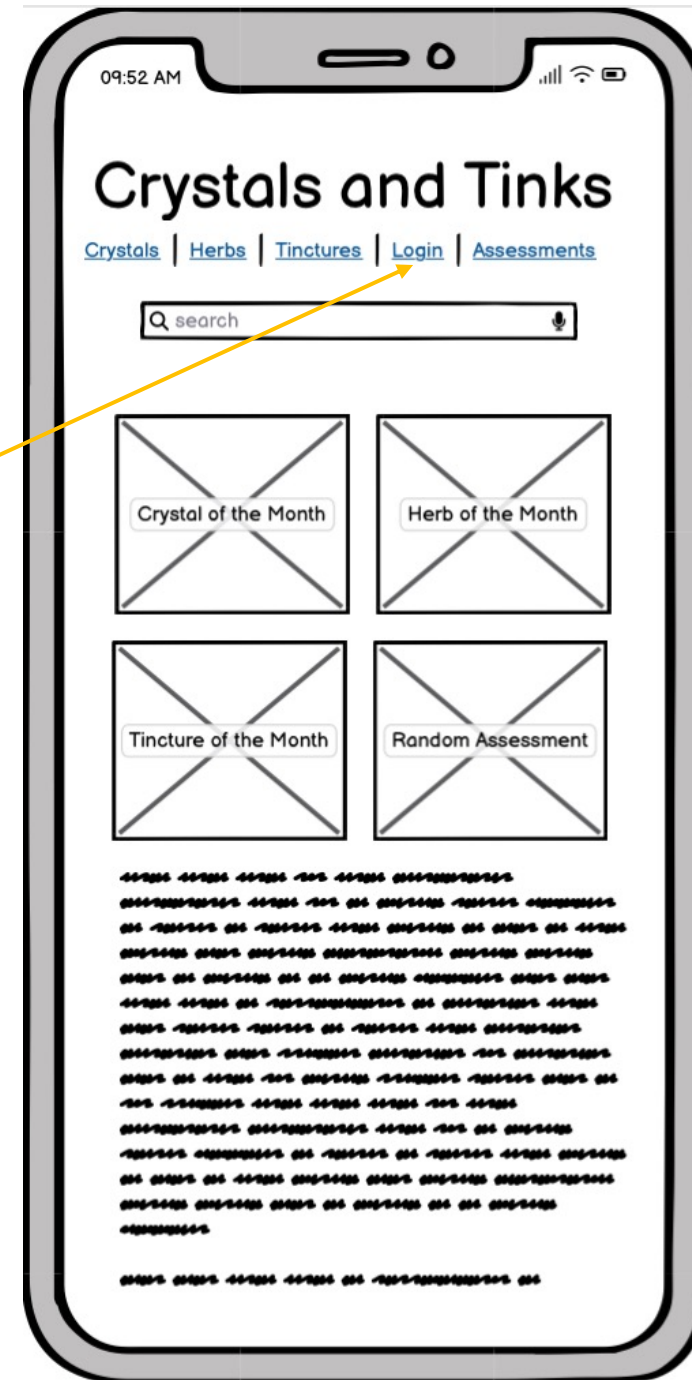 09:52 AM
Crystals and Tinks
Crystals | Herbs | Tinctures | Login | Assessments
search
Crystal of the Month
Herb of the Month
Tincture of the Month
Random Assessment